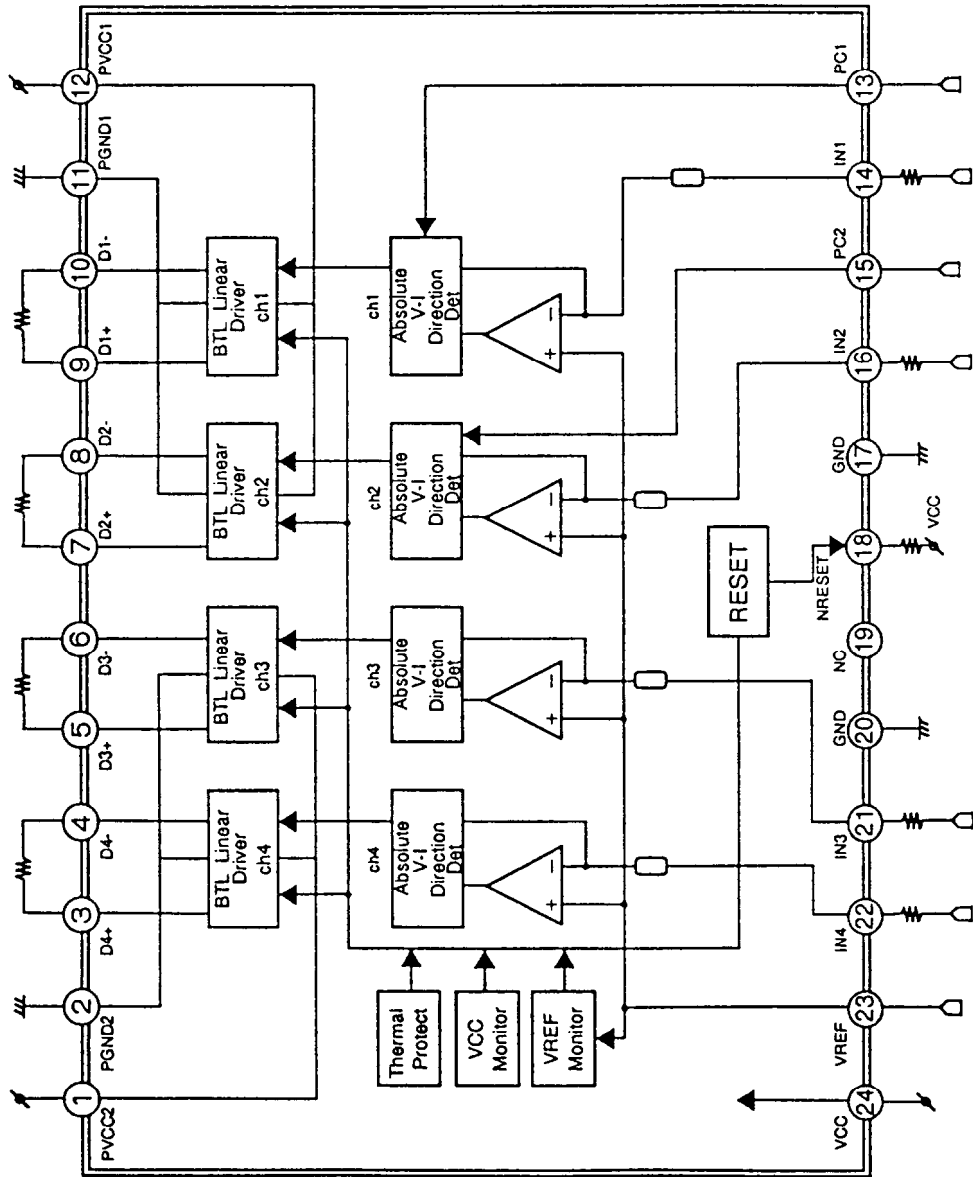 12
11
10
9
8
7
6
5
4
3
2
1
PVCC1
PGND1
D1-
D1+
D2-
D2+
D3-
D3+
D4-
D4+
PGND2
PVCC2
BTL Linear
Driver
ch1
BTL Linear
Driver
ch2
BTL Linear
Driver
ch3
BTL Linear
Driver
ch4
ch1
Absolute
V-I
Direction
Det
ch2
Absolute
V-I
Direction
Det
ch3
Absolute
V-I
Direction
Det
ch4
Absolute
V-I
Direction
Det
- +
- +
- +
- +
Thermal
Protect
VCC
Monitor
VREF
Monitor
RESET
NRESET
PC1
IN1
PC2
IN2
GND
NC
GND
IN3
IN4
VREF
VCC
13
14
15
16
17
18
19
20
21
22
23
24
VCC